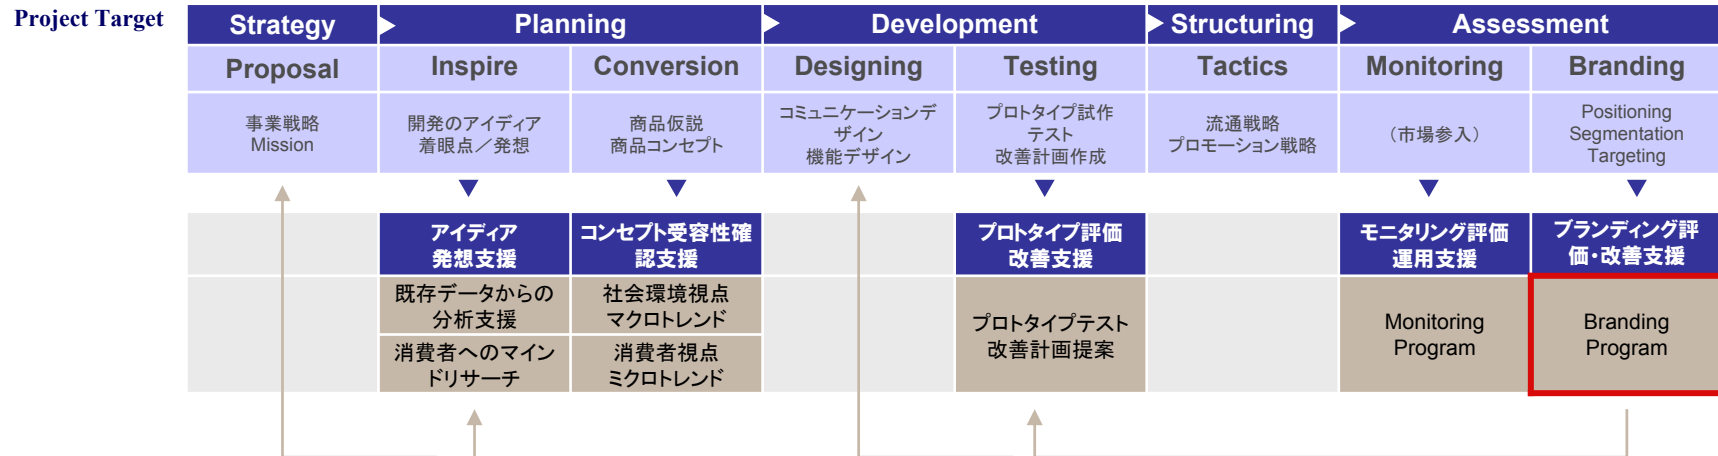 Project Target
Strategy Planning Development Structuring Assessment
Proposal Inspire Conversion Designing Testing Tactics Monitoring Branding
事業戦略
Mission
開発のアイディア
着眼点／発想
商品仮説
商品コンセプト
コミュニケーションデ
ザイン
機能デザイン
プロトタイプ試作
テスト
改善計画作成
流通戦略
プロモーション戦略
（市場参入）
Positioning
Segmentation
Targeting
アイディア
発想支援
コンセプト受容性確
認支援
プロトタイプ評価
改善支援
モニタリング評価
運用支援
ブランディング評
価・改善支援
既存データからの
分析支援
社会環境視点
マクロトレンド
消費者へのマイン
ドリサーチ
消費者視点
ミクロトレンド
プロトタイプテスト
改善計画提案
Monitoring
Program
Branding
Program